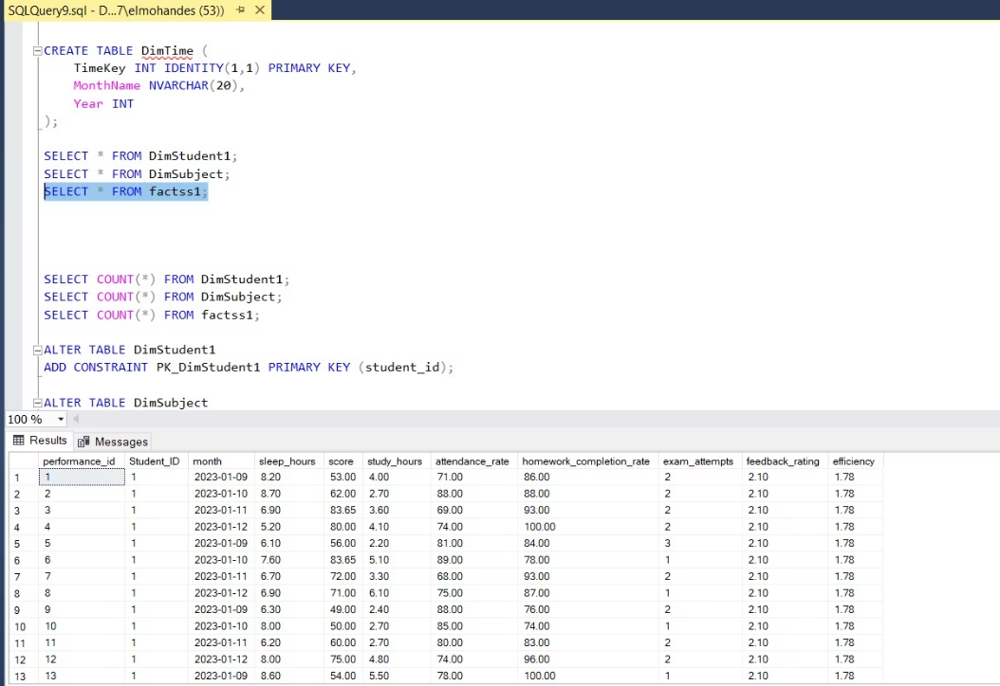 SQLQuery9.sql - D...7\elmohandes (53))
CREATE TABLE DimTime (
TimeKey INT IDENTITY(1,1) PRIMARY KEY,
MonthName NVARCHAR(20),
Year INT
);
SELECT * FROM DimStudent1;
SELECT * FROM DimSubject;
SELECT * FROM factss1;
SELECT COUNT(*) FROM DimStudent1;
SELECT COUNT(*) FROM DimSubject;
SELECT COUNT(*) FROM factss1;
ALTER TABLE DimStudent1
ADD CONSTRAINT PK_DimStudent1 PRIMARY KEY (student_id);
ALTER TABLE DimSubject
100 %
Results Messages
performance_id Student_ID month sleep_hours score study_hours attendance_rate homework_completion_rate exam_attempts feedback_rating efficiency
1 1 1 2023-01-09 8.20 53.00 4.00 71.00 86.00 2 2.10 1.78
2 2 1 2023-01-10 8.70 62.00 2.70 88.00 88.00 2 2.10 1.78
3 3 1 2023-01-11 6.90 83.65 3.60 69.00 93.00 2 2.10 1.78
4 4 1 2023-01-12 5.20 80.00 4.10 74.00 100.00 2 2.10 1.78
5 5 1 2023-01-09 6.10 56.00 2.20 81.00 84.00 3 2.10 1.78
6 6 1 2023-01-10 7.60 83.65 5.10 89.00 78.00 1 2.10 1.78
7 7 1 2023-01-11 6.70 72.00 3.30 68.00 93.00 2 2.10 1.78
8 8 1 2023-01-12 6.90 71.00 6.10 75.00 87.00 1 2.10 1.78
9 9 1 2023-01-09 6.30 49.00 2.40 88.00 76.00 2 2.10 1.78
10 10 1 2023-01-10 8.00 50.00 2.70 85.00 74.00 1 2.10 1.78
11 11 1 2023-01-11 6.20 60.00 2.70 80.00 83.00 2 2.10 1.78
12 12 1 2023-01-12 8.00 75.00 4.80 74.00 96.00 2 2.10 1.78
13 13 1 2023-01-09 8.60 54.00 5.50 78.00 100.00 1 2.10 1.78